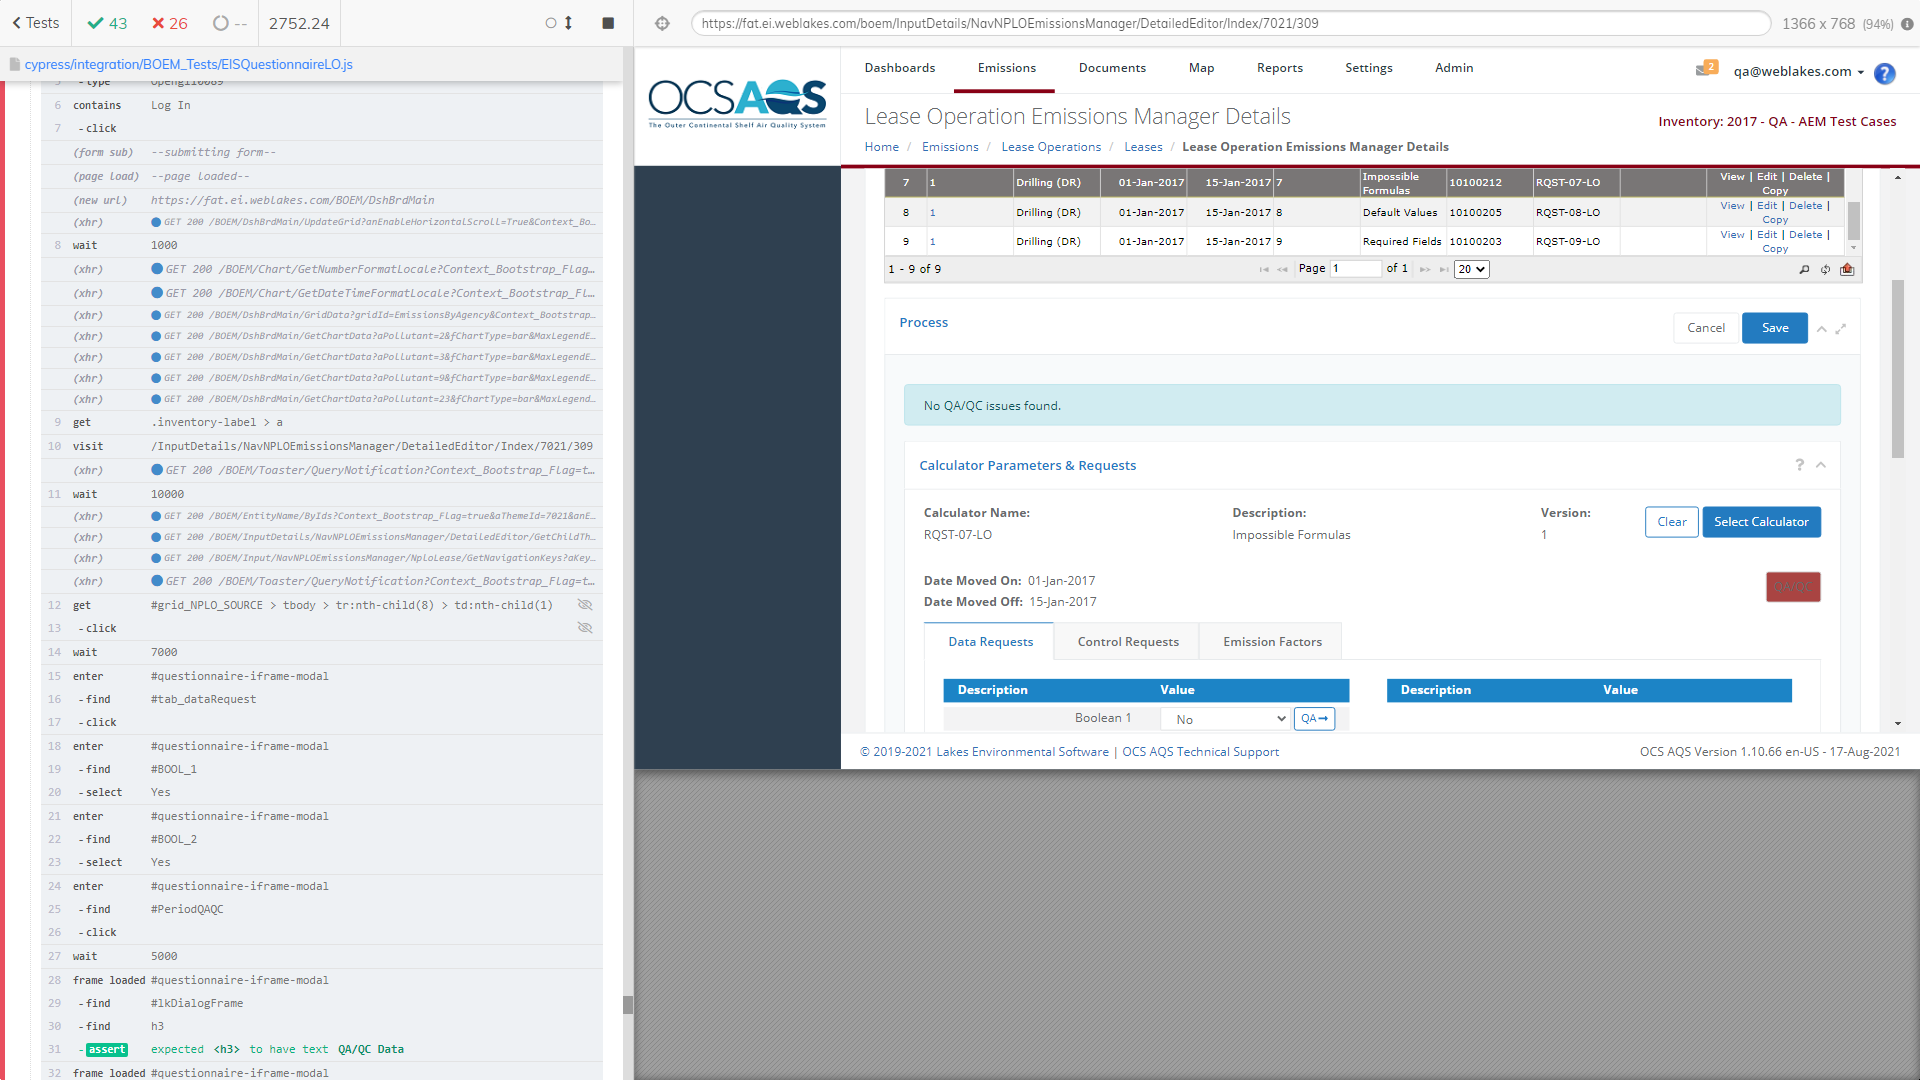 Tests
43
26
--
2752.24
https://fat.ei.weblakes.com/boem/InputDetails/NavNPLOEmissionsManager/DetailedEditor/Index/7021/309
1366 x 768 (94%)
cypress/integration/BOEM_Tests/EISQuestionnaireLO.js
6 contains Log In
7 - click
(form sub) --submitting form--
(page load) --page loaded--
(new url) https://fat.ei.weblakes.com/BOEM/DshBrdMain
(xhr) GET 200 /BOEM/DshBrdMain/UpdateGrid?anEnableHorizontalScroll=True&Context_Bo...
8 wait 1000
(xhr) GET 200 /BOEM/Chart/GetNumberFormatLocale?Context_Bootstrap_Flag...
(xhr) GET 200 /BOEM/Chart/GetDateTimeFormatLocale?Context_Bootstrap_Fl...
(xhr) GET 200 /BOEM/DshBrdMain/GridData?gridId=EmissionsByAgency&Context_Bootstrap...
(xhr) GET 200 /BOEM/DshBrdMain/GetChartData?aPollutant=2&fChartType=bar&MaxLegendE...
(xhr) GET 200 /BOEM/DshBrdMain/GetChartData?aPollutant=3&fChartType=bar&MaxLegendE...
(xhr) GET 200 /BOEM/DshBrdMain/GetChartData?aPollutant=9&fChartType=bar&MaxLegendE...
(xhr) GET 200 /BOEM/DshBrdMain/GetChartData?aPollutant=23&fChartType=bar&MaxLegend...
9 get .inventory-label > a
10 visit /InputDetails/NavNPLOEmissionsManager/DetailedEditor/Index/7021/309
(xhr) GET 200 /BOEM/Toaster/QueryNotification?Context_Bootstrap_Flag=t...
11 wait 10000
(xhr) GET 200 /BOEM/EntityName/ByIds?Context_Bootstrap_Flag=true&aThemeId=7021&anE...
(xhr) GET 200 /BOEM/InputDetails/NavNPLOEmissionsManager/DetailedEditor/GetChildTh...
(xhr) GET 200 /BOEM/Input/NavNPLOEmissionsManager/NploLease/GetNavigationKeys?aKey...
(xhr) GET 200 /BOEM/Toaster/QueryNotification?Context_Bootstrap_Flag=t...
12 get #grid_NPLO_SOURCE > tbody > tr:nth-child(8) > td:nth-child(1)
13 - click
14 wait 7000
15 enter #questionnaire-iframe-modal
16 - find #tab_dataRequest
17 - click
18 enter #questionnaire-iframe-modal
19 - find #BOOL_1
20 - select Yes
21 enter #questionnaire-iframe-modal
22 - find #BOOL_2
23 - select Yes
24 enter #questionnaire-iframe-modal
25 - find #PeriodQAQC
26 - click
27 wait 5000
28 frame loaded #questionnaire-iframe-modal
29 - find #lkDialogFrame
30 - find h3
31 - assert expected <h3> to have text QA/QC Data
32 frame loaded #questionnaire-iframe-modal
OCSAQS
The Outer Continental Shelf Air Quality System
Dashboards Emissions Documents Map Reports Settings Admin
2
qa@weblakes.com
?
Lease Operation Emissions Manager Details
Inventory: 2017 - QA - AEM Test Cases
Home / Emissions / Lease Operations / Leases / Lease Operation Emissions Manager Details
7 1 Drilling (DR) 01-Jan-2017 15-Jan-2017 7 Impossible Formulas 10100212 RQST-07-LO View | Edit | Delete | Copy
8 1 Drilling (DR) 01-Jan-2017 15-Jan-2017 8 Default Values 10100205 RQST-08-LO View | Edit | Delete | Copy
9 1 Drilling (DR) 01-Jan-2017 15-Jan-2017 9 Required Fields 10100203 RQST-09-LO View | Edit | Delete | Copy
1 - 9 of 9 Page 1 of 1 20
Process Cancel Save
No QA/QC issues found.
Calculator Parameters & Requests ?
Calculator Name: Description: Version:
RQST-07-LO Impossible Formulas 1
Clear Select Calculator
Date Moved On: 01-Jan-2017
QA/QC
Date Moved Off: 15-Jan-2017
Data Requests Control Requests Emission Factors
Description Value Description Value
Boolean 1 No QA
© 2019-2021 Lakes Environmental Software | OCS AQS Technical Support
OCS AQS Version 1.10.66 en-US - 17-Aug-2021